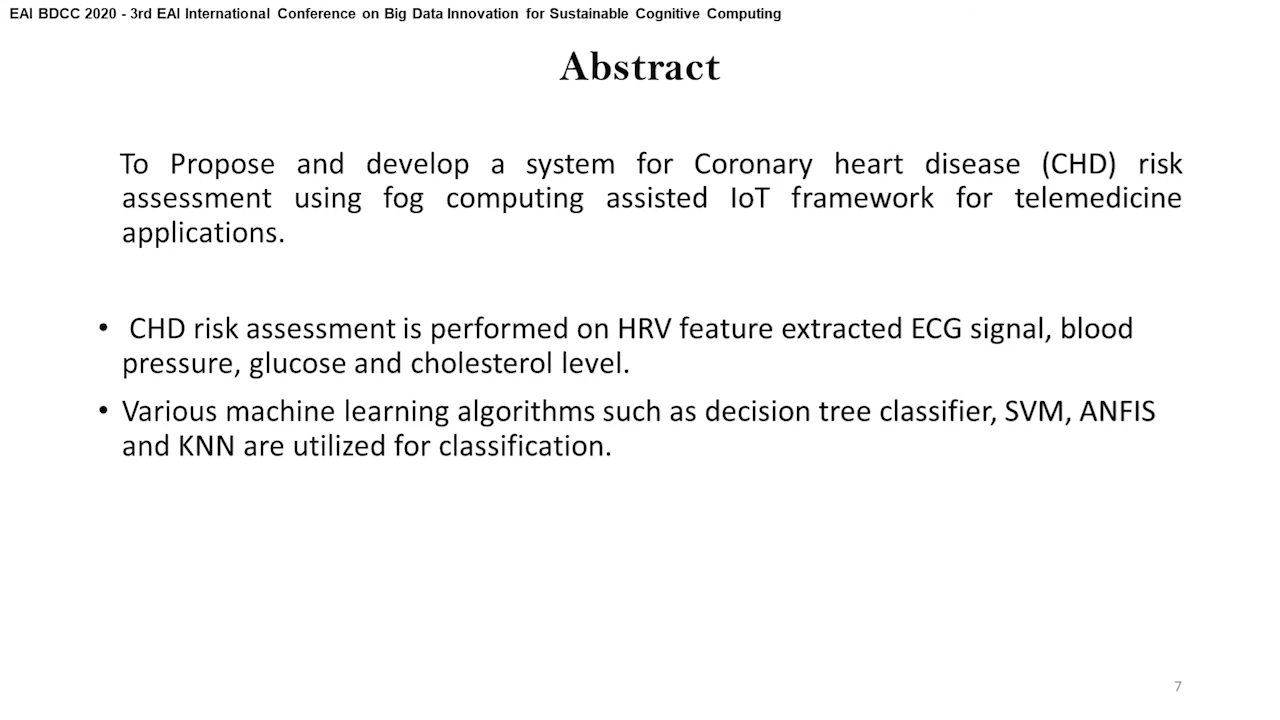 EAI BDCC 2020 - 3rd EAI International Conference on Big Data Innovation for Sustainable Cognitive Computing
Abstract
To Propose and develop a system for Coronary heart disease (CHD) risk
assessment using fog computing assisted IoT framework for telemedicine
applications.
• CHD risk assessment is performed on HRV feature extracted ECG signal, blood
pressure, glucose and cholesterol level.
• Various machine learning algorithms such as decision tree classifier, SVM, ANFIS
and KNN are utilized for classification.
7